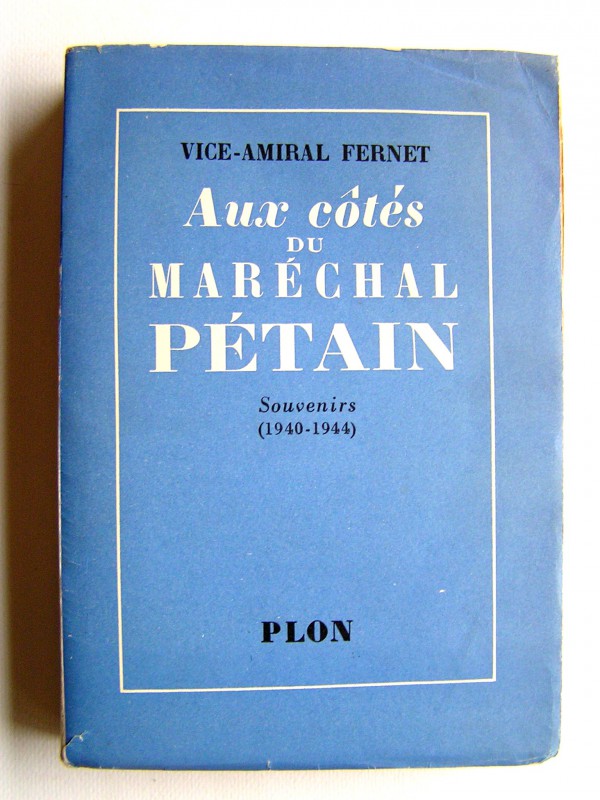 VICE-AMIRAL FERNET
Aux côtés
DU
MARÉCHAL
PÉTAIN
Souvenirs
(1940-1944)
PLON